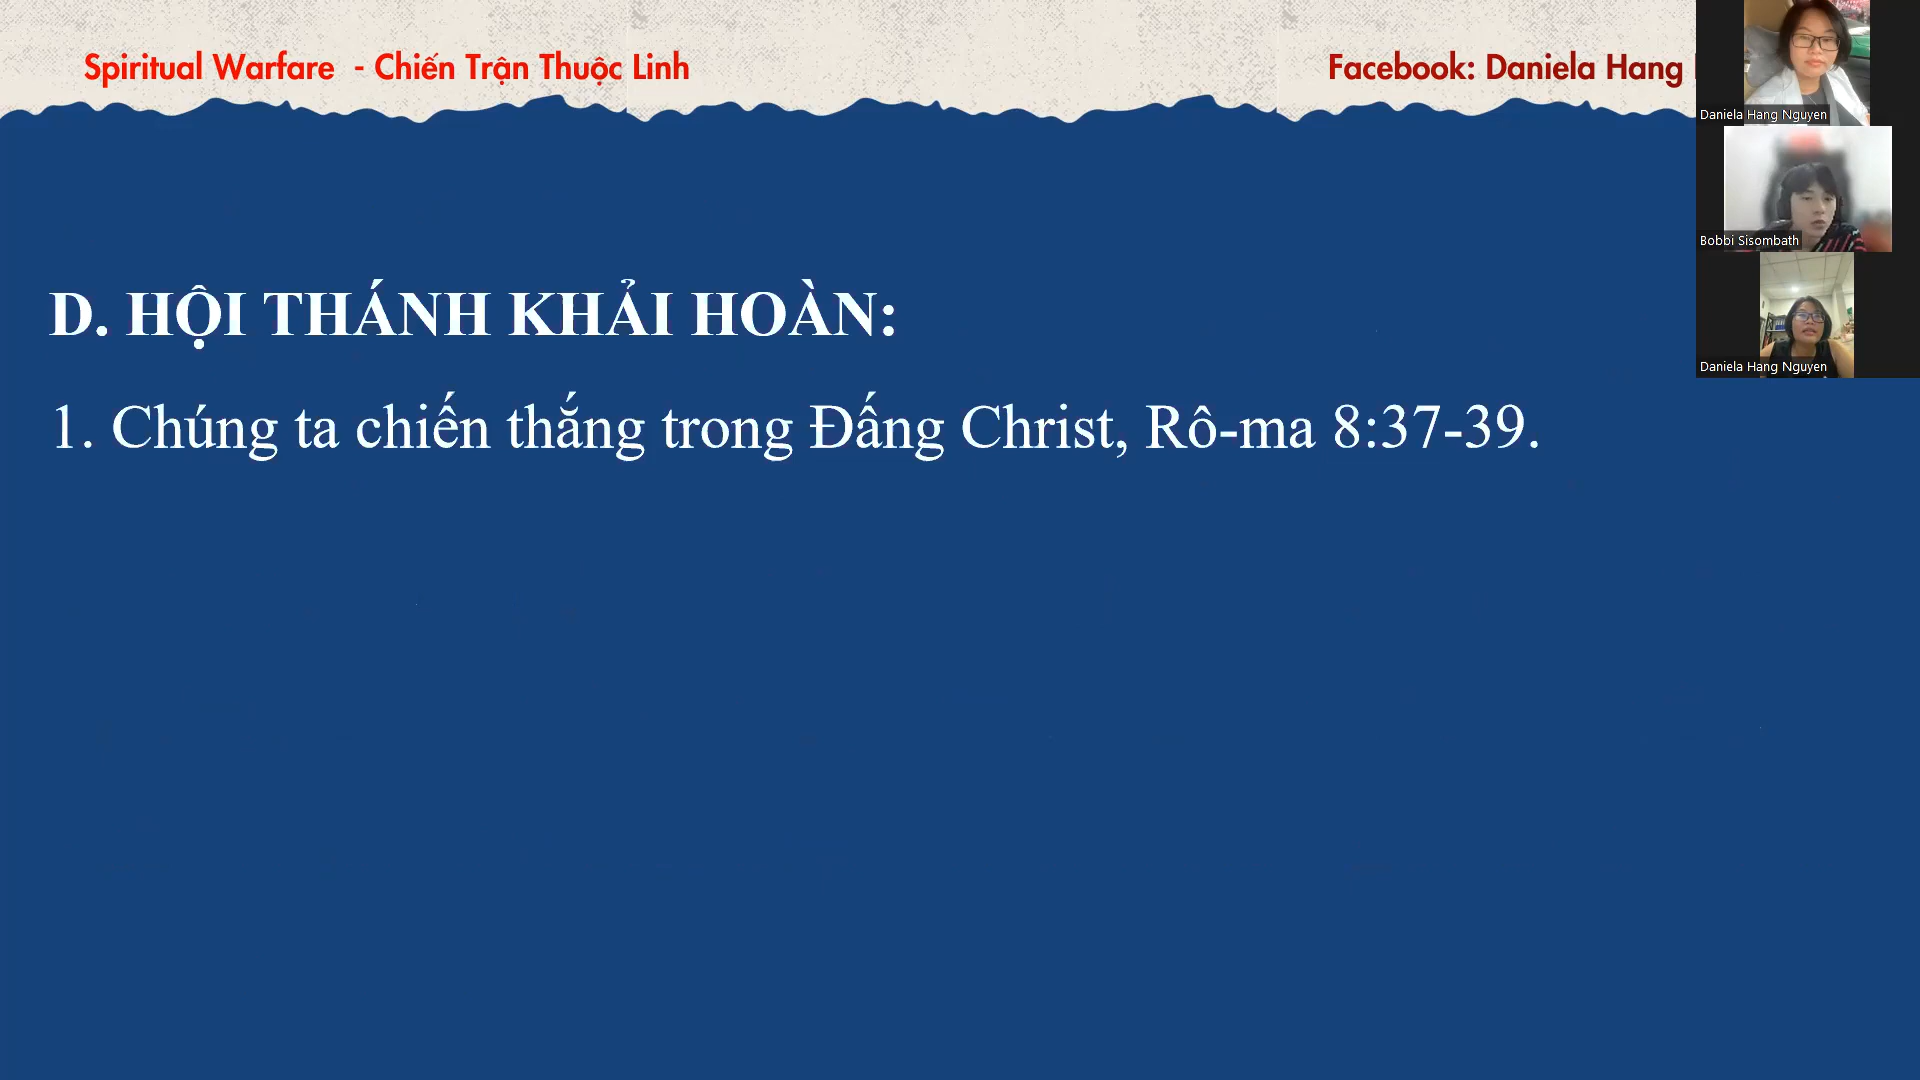 Spiritual Warfare - Chiến Trận Thuộc Linh
Facebook: Daniela Hang
Daniela Hang Nguyen
Bobbi Sisombath
Daniela Hang Nguyen
D. HỘI THÁNH KHẢI HOÀN:
1. Chúng ta chiến thắng trong Đấng Christ, Rô-ma 8:37-39.